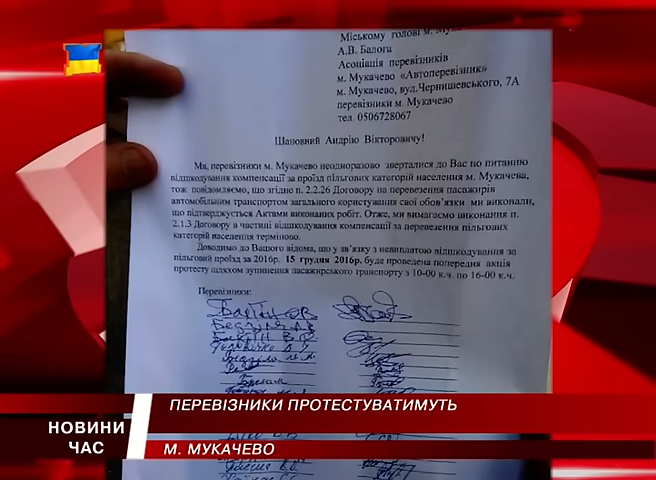 Міському голові м. Мукачево
А.В. Балога
Асоціація перевізників
м. Мукачево «Автоперевізник»
м. Мукачево, вул.Чернишевського, 7А
перевізники м. Мукачево
тел 0506728067
Шановний Андрію Вікторовичу!
Ми, перевізники м. Мукачево неодноразово зверталися до Вас по питанню
відшкодування компенсації за проїзд пільгових категорій населення м. Мукачева,
тож повідомляємо, що згідно п. 2.2.26 Договору на перевезення пасажирів
автомобільним транспортом загального користування свої обов'язки ми виконали,
що підтверджується Актами виконаних робіт. Отже, ми вимагаємо виконання п.
2.1.3 Договору в частині відшкодування компенсації за перевезення пільгових
категорій населення терміново.
Доводимо до Вашого відома, що у зв'язку з невиплатою відшкодування за
пільговий проїзд за 2016р. 15 грудня 2016р. буде проведена попередня акція
протесту шляхом зупинення пасажирського транспорту з 10-00 к.ч. по 16-00 к.ч.
Перевізники:
ПЕРЕВІЗНИКИ ПРОТЕСТУВАТИМУТЬ
НОВИНИ
ЧАС
М. МУКАЧЕВО